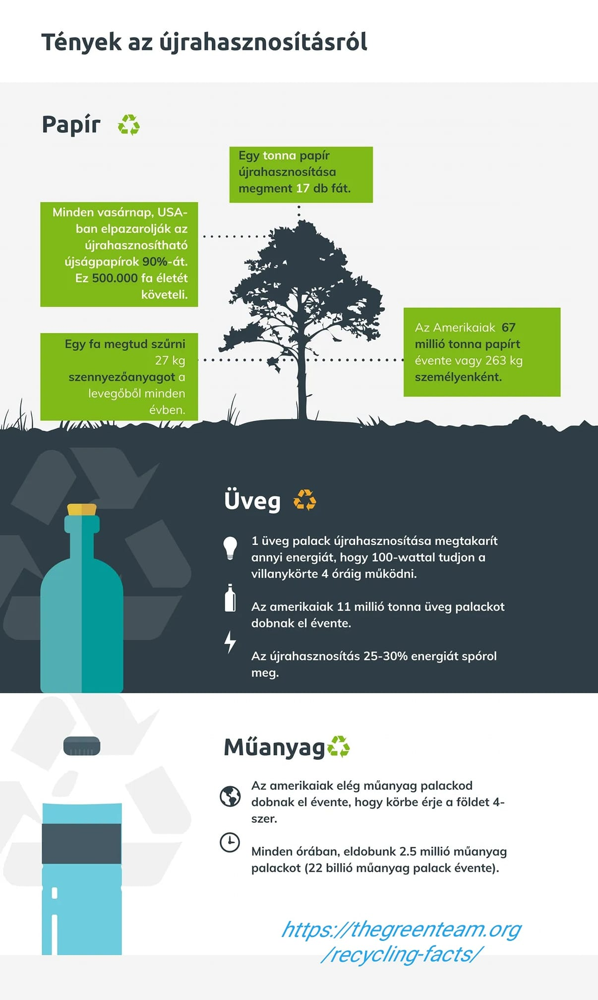 Tények az újrahasznosításról
Papír
Egy tonna papír
újrahasznosítása
megment 17 db fát.
Minden vasárnap, USA-
ban elpazarolják az
újrahasznosítható
újságpapírok 90%-át.
Ez 500.000 fa életét
követeli.
Egy fa megtud szűrni
27 kg
szennyezőanyagot a
levegőből minden
évben.
Az Amerikaiak 67
millió tonna papírt
évente vagy 263 kg
személyenként.
Üveg
1 üveg palack újrahasznosítása megtakarít
annyi energiát, hogy 100-wattal tudjon a
villanykörte 4 óráig működni.
Az amerikaiak 11 millió tonna üveg palackot
dobnak el évente.
Az újrahasznosítás 25-30% energiát spórol
meg.
Műanyag
Az amerikaiak elég műanyag palackod
dobnak el évente, hogy körbe érje a földet 4-
szer.
Minden órában, eldobunk 2.5 millió műanyag
palackot (22 billió műanyag palack évente).
https://thegreenteam.org
/recycling-facts/